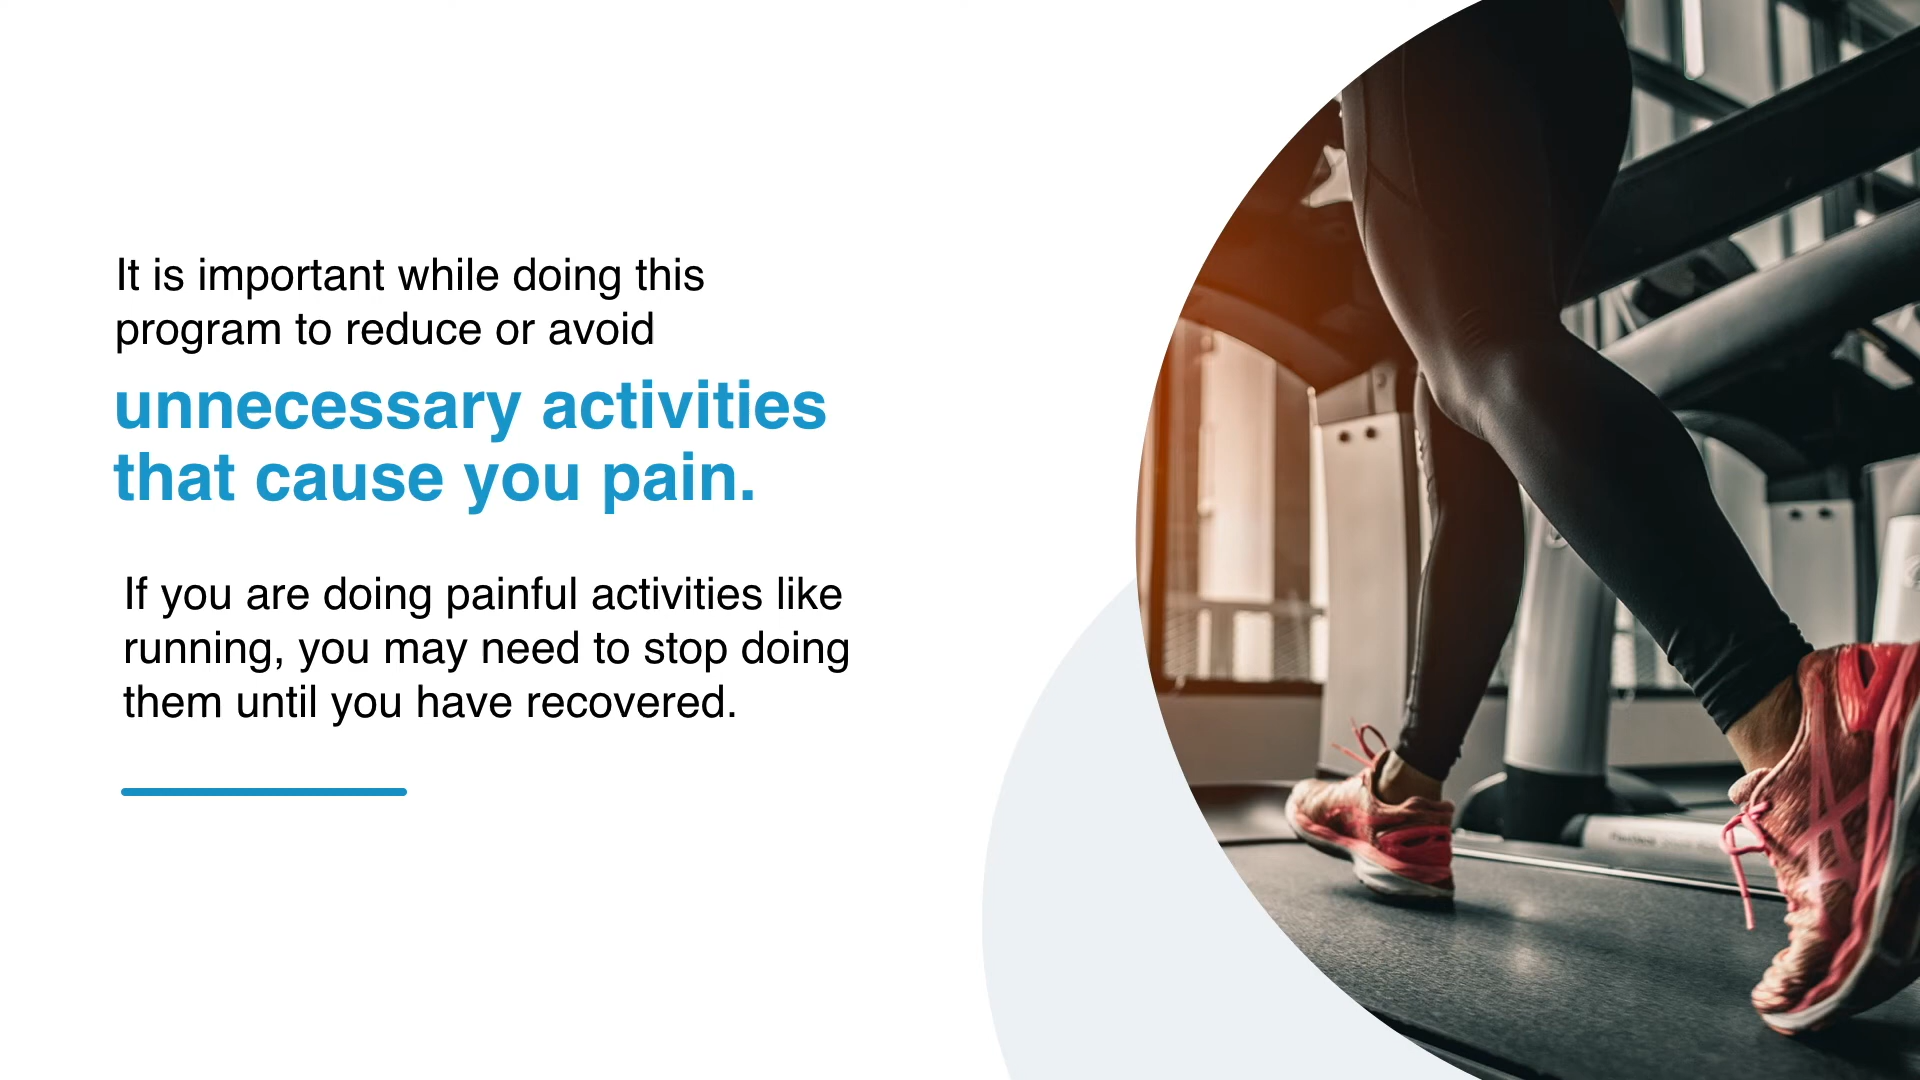 It is important while doing this
program to reduce or avoid
unnecessary activities
that cause you pain.
If you are doing painful activities like
running, you may need to stop doing
them until you have recovered.